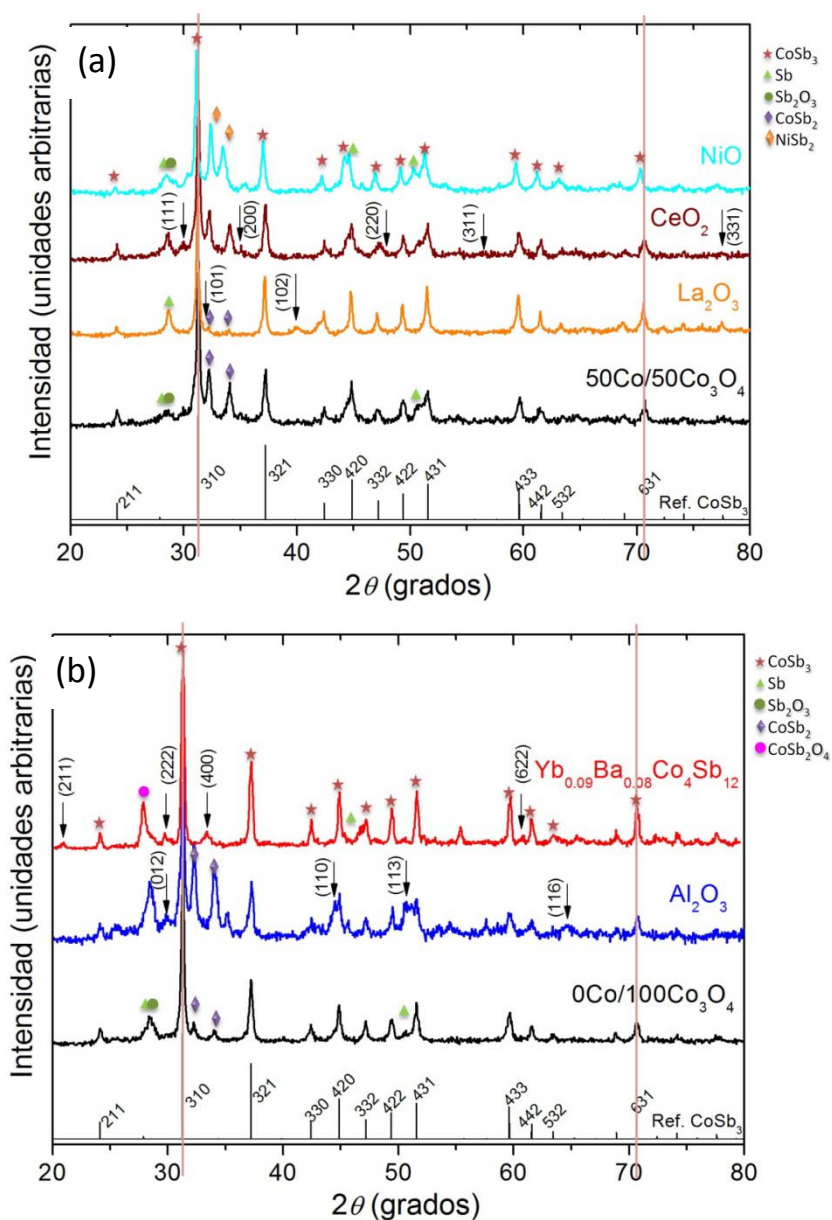 (a)
CoSb₃
Sb
Sb₂O₃
CoSb₂
NiSb₂
NiO
(111)
(200)
(220)
(311)
CeO₂
(331)
(101)
(102)
La₂O₃
50Co/50Co₃O₄
211
310
321
330
420
332
422
431
433
442
532
631
Ref. CoSb₃
Intensidad (unidades arbitrarias)
20 30 40 50 60 70 80
2θ (grados)
(b)
CoSb₃
Sb
Sb₂O₃
CoSb₂
CoSb₂O₄
(211)
(222)
(400)
(622)
Yb₀.₀₉Ba₀.₀₈Co₄Sb₁₂
(012)
(110)
(113)
(116)
Al₂O₃
0Co/100Co₃O₄
211
310
321
330
420
332
422
431
433
442
532
631
Ref. CoSb₃
Intensidad (unidades arbitrarias)
20 30 40 50 60 70 80
2θ (grados)